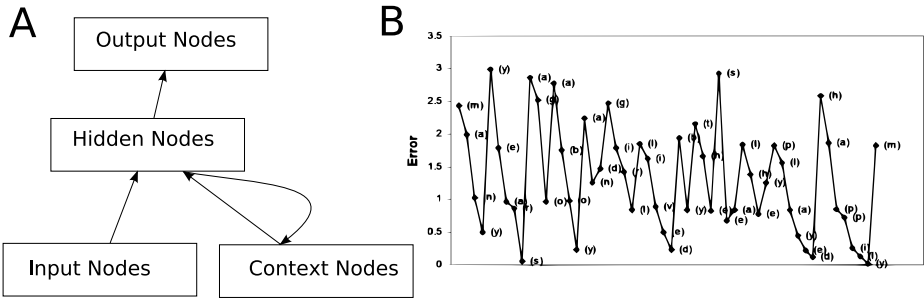 A
Output Nodes
Hidden Nodes
Input Nodes
Context Nodes
B
Error
3.5
3
2.5
2
1.5
1
0.5
0
(m)
(a)
(n)
(y)
(y)
(e)
(a)
(r)
(s)
(a)
(g)
(o)
(a)
(b)
(o)
(y)
(a)
(n)
(d)
(g)
(i)
(r)
(l)
(l)
(i)
(v)
(e)
(d)
(b)
(y)
(t)
(h)
(e)
(s)
(e)
(a)
(h)
(e)
(y)
(p)
(l)
(a)
(y)
(e)
(d)
(h)
(a)
(p)
(p)
(i)
(l)
(y)
(m)